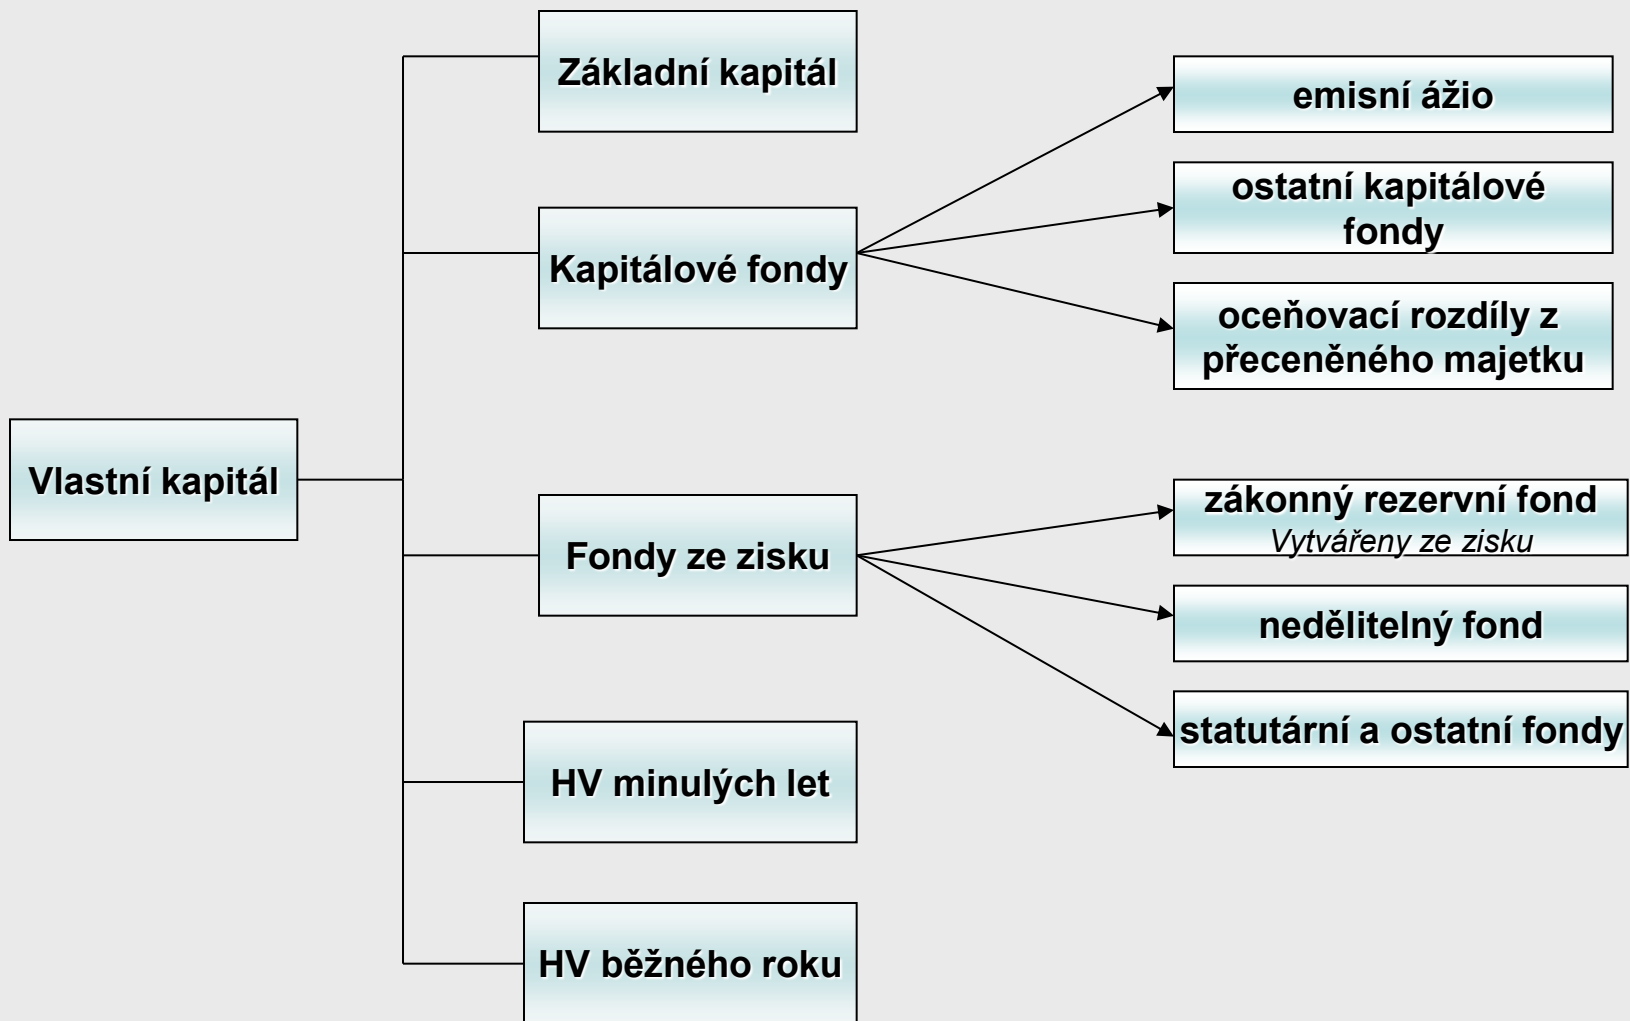 Základní kapitál
emisní ážio
ostatní kapitálové
fondy
Kapitálové fondy
oceňovací rozdíly z
přeceněného majetku
Vlastní kapitál
zákonný rezervní fond
Vytvářeny ze zisku
Fondy ze zisku
nedělitelný fond
statutární a ostatní fondy
HV minulých let
HV běžného roku